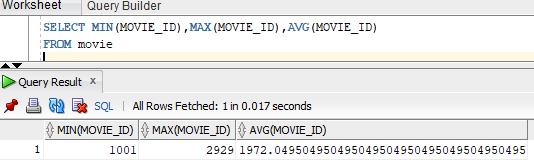 Worksheet Query Builder
SELECT MIN(MOVIE_ID),MAX(MOVIE_ID),AVG(MOVIE_ID)
FROM movie
Query Result x
SQL | All Rows Fetched: 1 in 0.017 seconds
MIN(MOVIE_ID) MAX(MOVIE_ID) AVG(MOVIE_ID)
1 1001 2929 1972.04950495049504950495049504950495